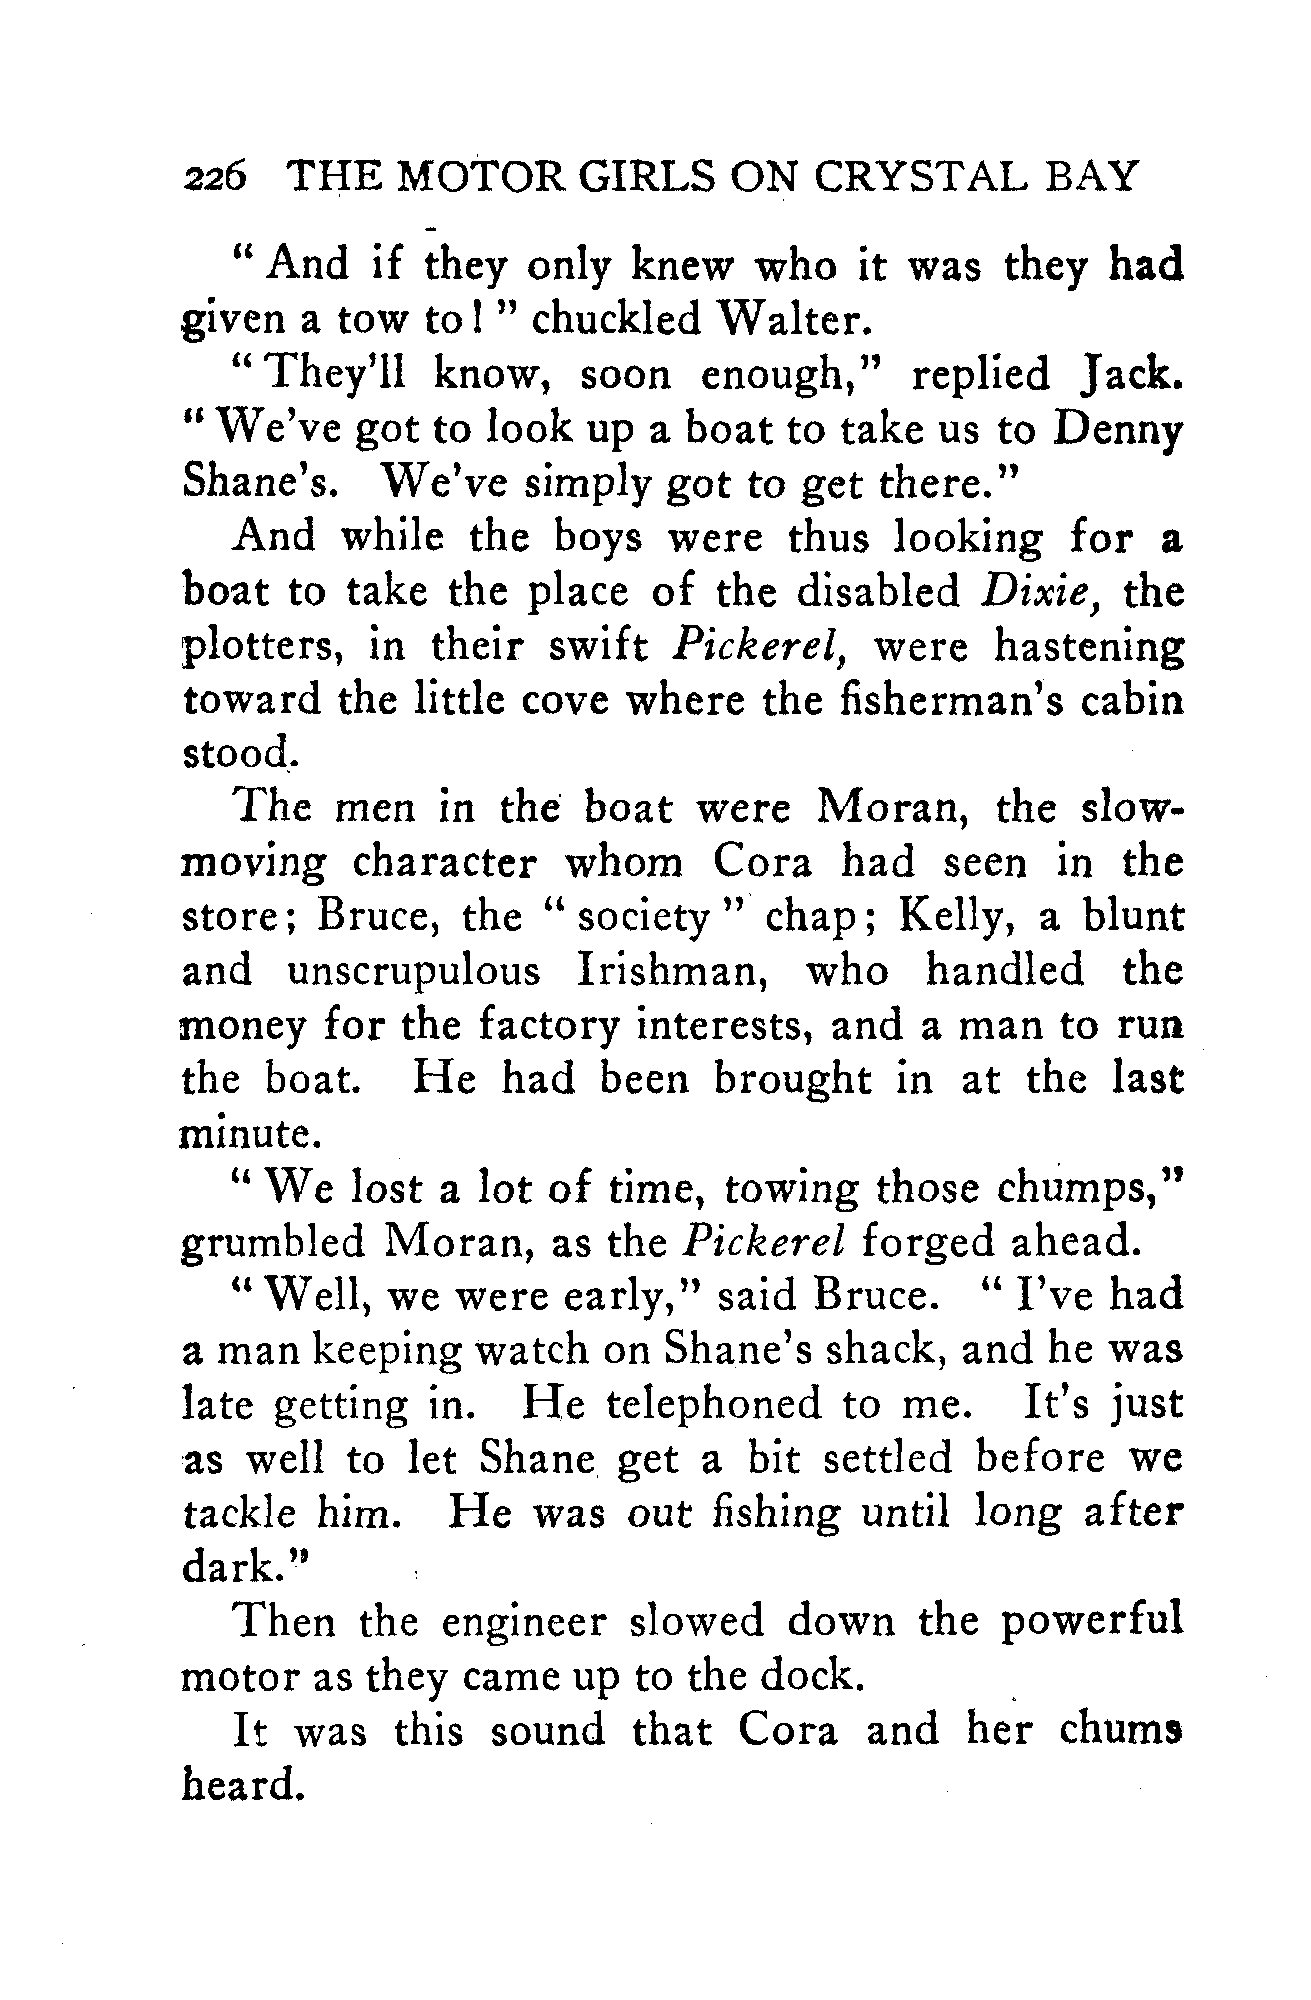 226 THE MOTOR GIRLS ON CRYSTAL BAY
" And if they only knew who it was they had
given a tow to! " chuckled Walter.
" They'll know, soon enough," replied Jack.
" We've got to look up a boat to take us to Denny
Shane's. We've simply got to get there."
And while the boys were thus looking for a
boat to take the place of the disabled Dixie, the
plotters, in their swift Pickerel, were hastening
toward the little cove where the fisherman's cabin
stood.
The men in the boat were Moran, the slow-
moving character whom Cora had seen in the
store; Bruce, the " society " chap; Kelly, a blunt
and unscrupulous Irishman, who handled the
money for the factory interests, and a man to run
the boat. He had been brought in at the last
minute.
" We lost a lot of time, towing those chumps,"
grumbled Moran, as the Pickerel forged ahead.
" Well, we were early," said Bruce. " I've had
a man keeping watch on Shane's shack, and he was
late getting in. He telephoned to me. It's just
as well to let Shane get a bit settled before we
tackle him. He was out fishing until long after
dark."
Then the engineer slowed down the powerful
motor as they came up to the dock.
It was this sound that Cora and her chums
heard.